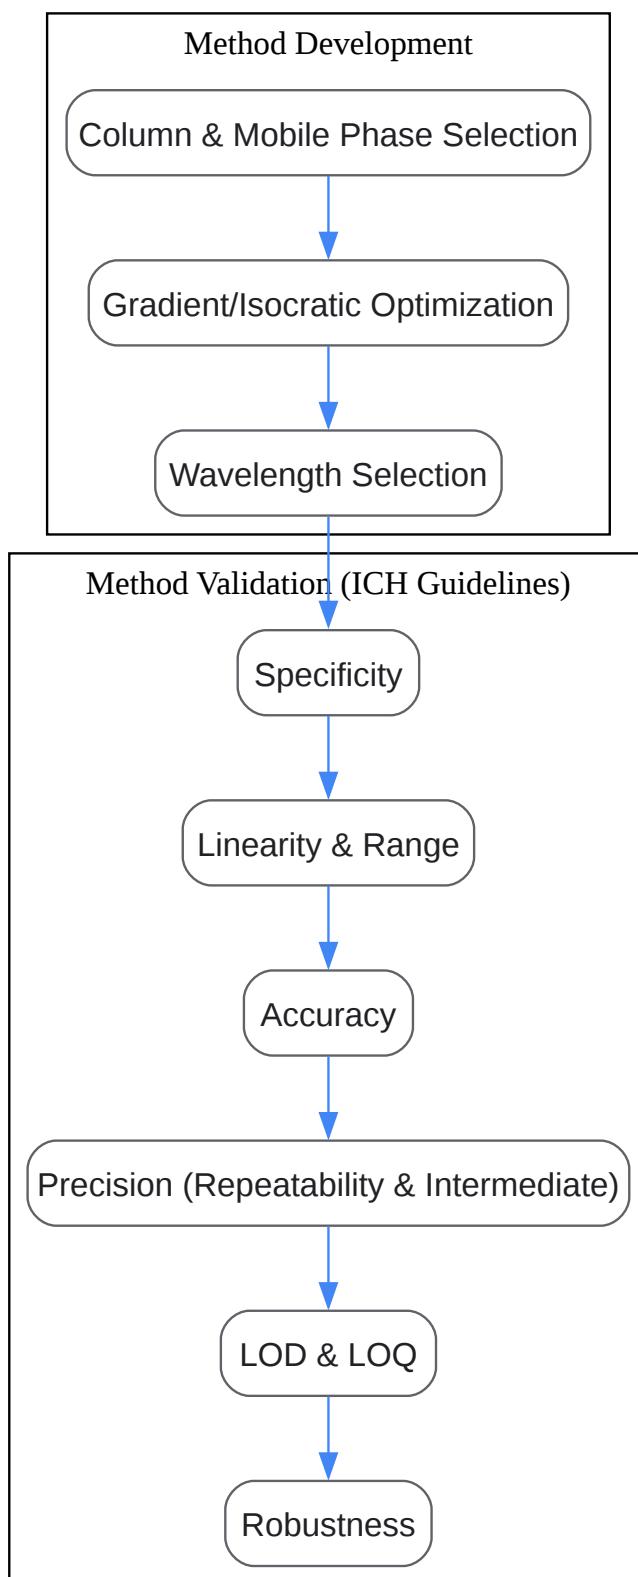 Method Development
Column & Mobile Phase Selection
Gradient/Isocratic Optimization
Wavelength Selection
Method Validation (ICH Guidelines)
Specificity
Linearity & Range
Accuracy
Precision (Repeatability & Intermediate)
LOD & LOQ
Robustness